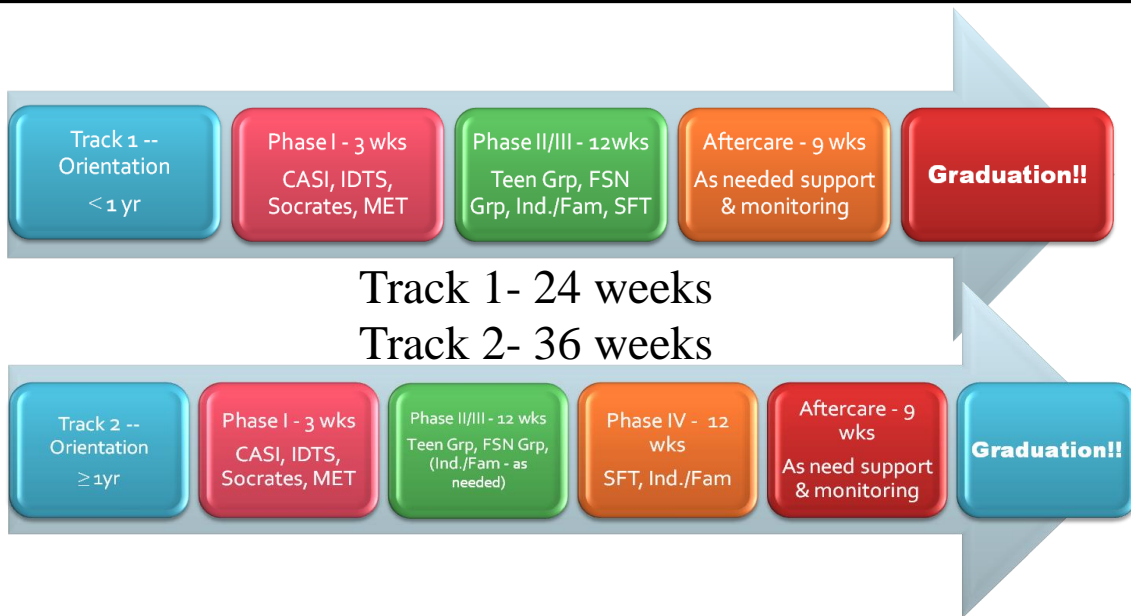 Track 1 --
Orientation
<1 yr
Phase I - 3 wks
CASI, IDTS,
Socrates, MET
Phase II/III - 12wks
Teen Grp, FSN
Grp, Ind./Fam, SFT
Aftercare - 9 wks
As needed support
& monitoring
Graduation!!
Track 1- 24 weeks
Track 2- 36 weeks
Track 2 --
Orientation
≥ 1yr
Phase I - 3 wks
CASI, IDTS,
Socrates, MET
Phase II/III - 12 wks
Teen Grp, FSN Grp,
(Ind./Fam - as
needed)
Phase IV - 12
wks
SFT, Ind./Fam
Aftercare - 9
wks
As need support
& monitoring
Graduation!!